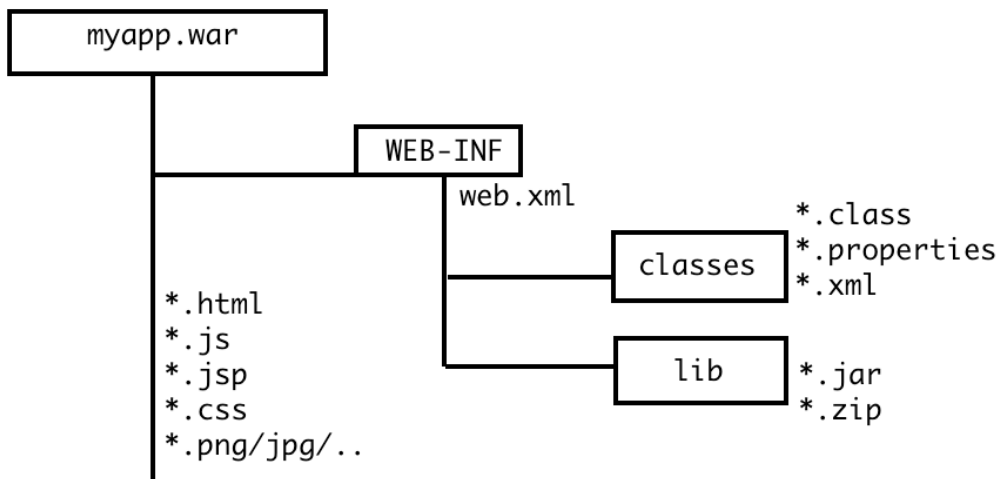 myapp.war
WEB-INF
web.xml
classes
*.class
*.properties
*.xml
lib
*.jar
*.zip
*.html
*.js
*.jsp
*.css
*.png/jpg/..